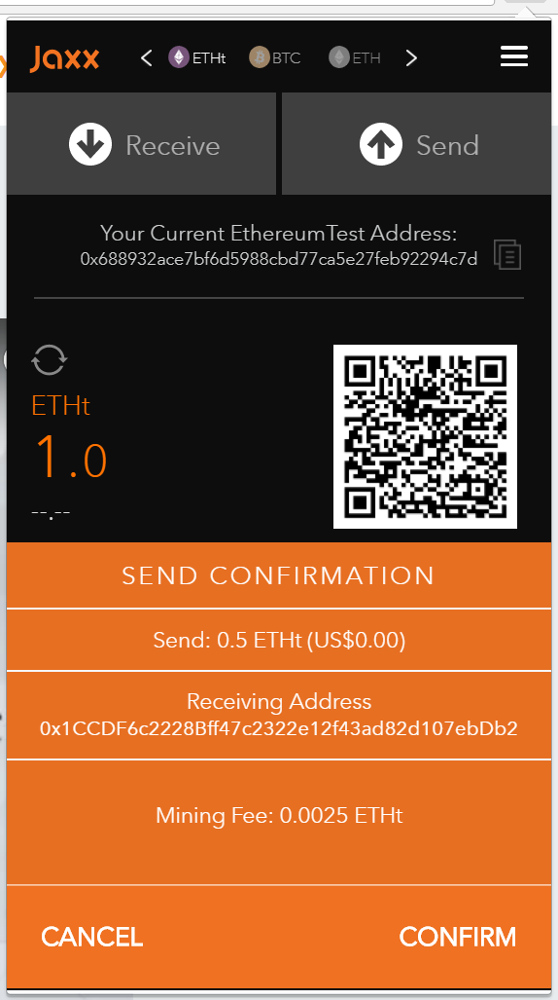 Jaxx
ETHt BTC ETH
Receive Send
Your Current EthereumTest Address:
0x688932ace7bf6d5988cbd77ca5e27feb92294c7d
ETHt
1.0
--.--
SEND CONFIRMATION
Send: 0.5 ETHt (US$0.00)
Receiving Address
0x1CCDF6c2228Bff47c2322e12f43ad82d107ebDb2
Mining Fee: 0.0025 ETHt
CANCEL CONFIRM